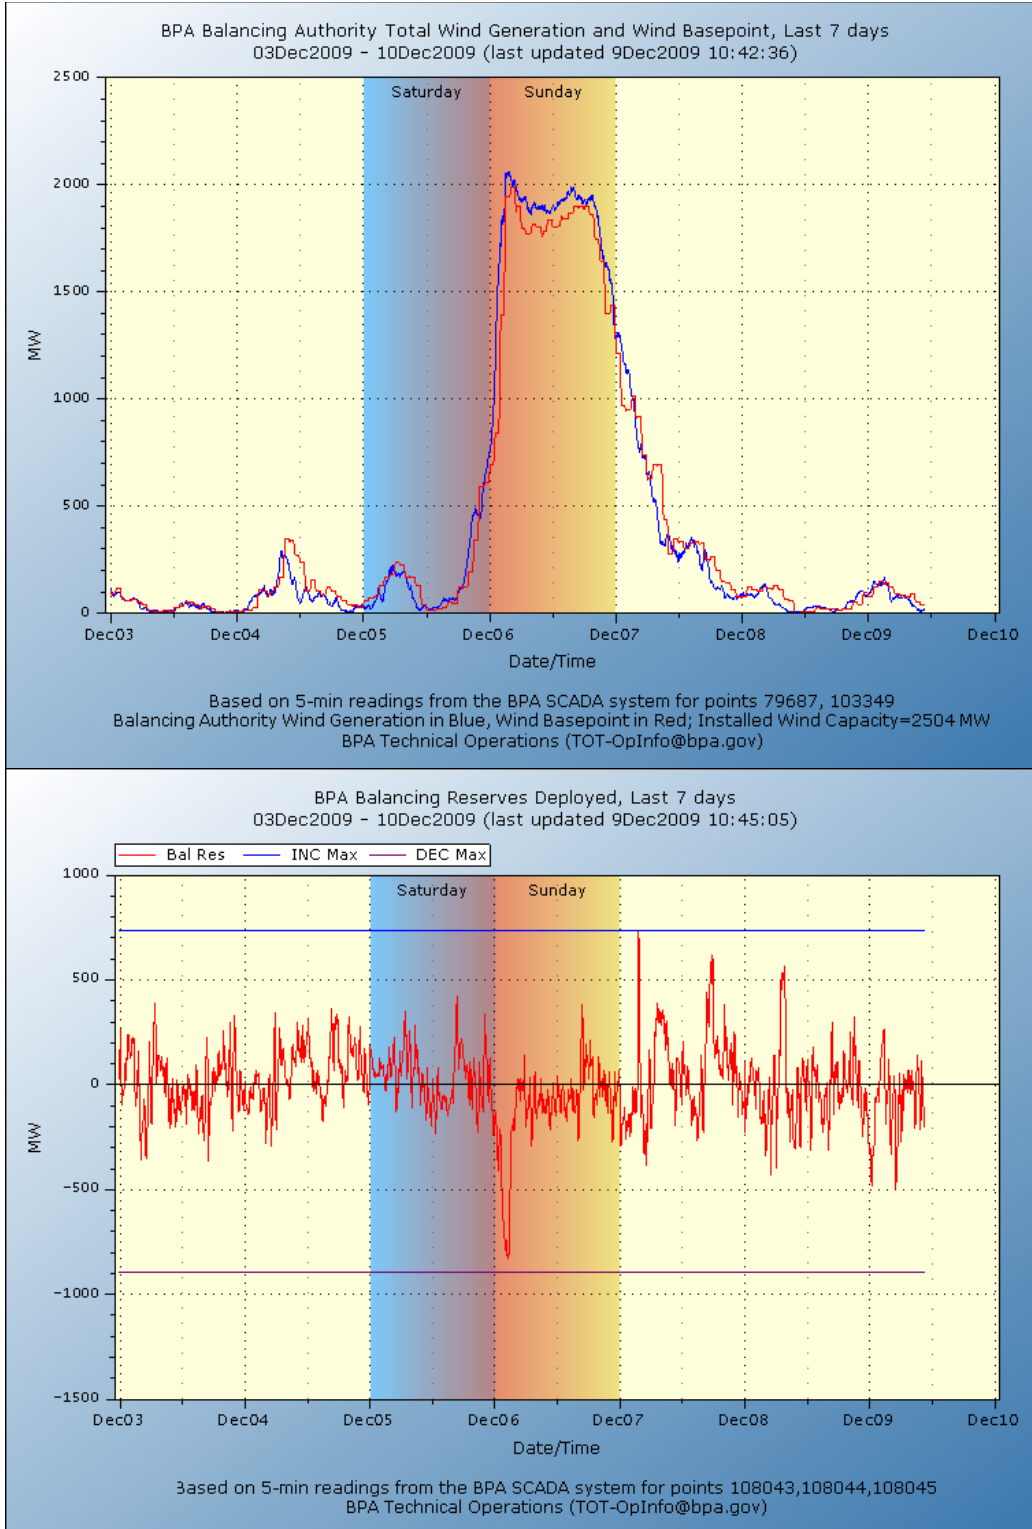 BPA Balancing Authority Total Wind Generation and Wind Basepoint, Last 7 days
03Dec2009 - 10Dec2009 (last updated 9Dec2009 10:42:36)
2500
Saturday
Sunday
2000
1500
MW
1000
500
0
Dec03
Dec04
Dec05
Dec06
Dec07
Dec08
Dec09
Dec10
Date/Time
Based on 5-min readings from the BPA SCADA system for points 79687, 103349
Balancing Authority Wind Generation in Blue, Wind Basepoint in Red; Installed Wind Capacity=2504 MW
BPA Technical Operations (TOT-OpInfo@bpa.gov)
BPA Balancing Reserves Deployed, Last 7 days
03Dec2009 - 10Dec2009 (last updated 9Dec2009 10:45:05)
Bal Res
INC Max
DEC Max
1000
Saturday
Sunday
500
0
MW
-500
-1000
-1500
Dec03
Dec04
Dec05
Dec06
Dec07
Dec08
Dec09
Dec10
Date/Time
Based on 5-min readings from the BPA SCADA system for points 108043,108044,108045
BPA Technical Operations (TOT-OpInfo@bpa.gov)